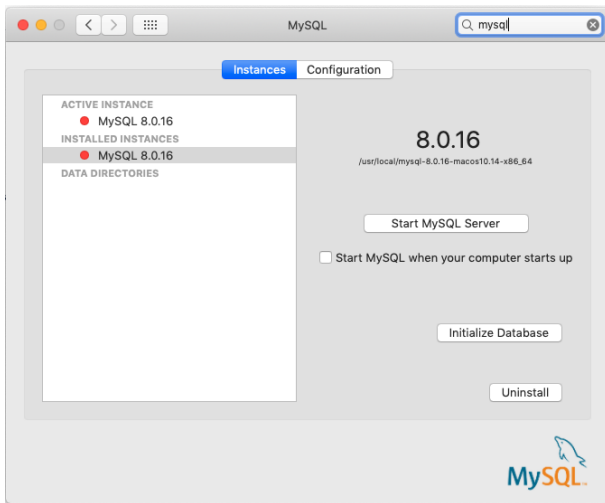 MySQL
mysql
Instances
Configuration
ACTIVE INSTANCE
MySQL 8.0.16
INSTALLED INSTANCES
MySQL 8.0.16
DATA DIRECTORIES
8.0.16
/usr/local/mysql-8.0.16-macos10.14-x86_64
Start MySQL Server
Start MySQL when your computer starts up
Initialize Database
Uninstall
MySQL